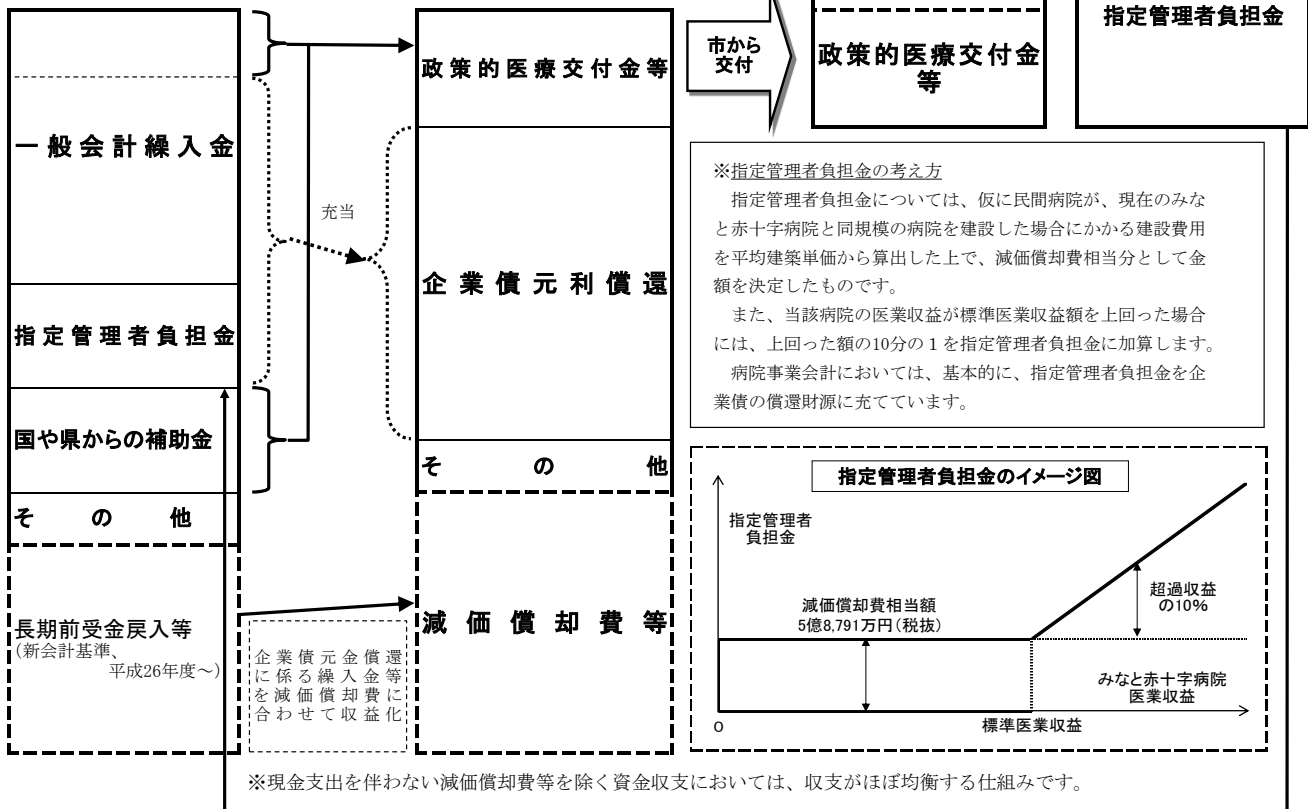 一般会計繰入金
指定管理者負担金
国や県からの補助金
その他
長期前受金戻入等
(新会計基準、
平成26年度～)
充当
企業債元金償還
に係る繰入金等
を減価償却費に
合わせて収益化
政策的医療交付金等
企業債元利償還
その他
減価償却費等
市から
交付
政策的医療交付金
等
指定管理者負担金
※指定管理者負担金の考え方
指定管理者負担金については、仮に民間病院が、現在のみな
と赤十字病院と同規模の病院を建設した場合にかかる建設費用
を平均建築単価から算出した上で、減価償却費相当分として金
額を決定したものです。
また、当該病院の医業収益が標準医業収益額を上回った場合
には、上回った額の10分の１を指定管理者負担金に加算します。
病院事業会計においては、基本的に、指定管理者負担金を企
業債の償還財源に充てています。
指定管理者負担金のイメージ図
指定管理者
負担金
減価償却費相当額
5億8,791万円(税抜)
超過収益
の10%
みなと赤十字病院
医業収益
0
標準医業収益
※現金支出を伴わない減価償却費等を除く資金収支においては、収支がほぼ均衡する仕組みです。